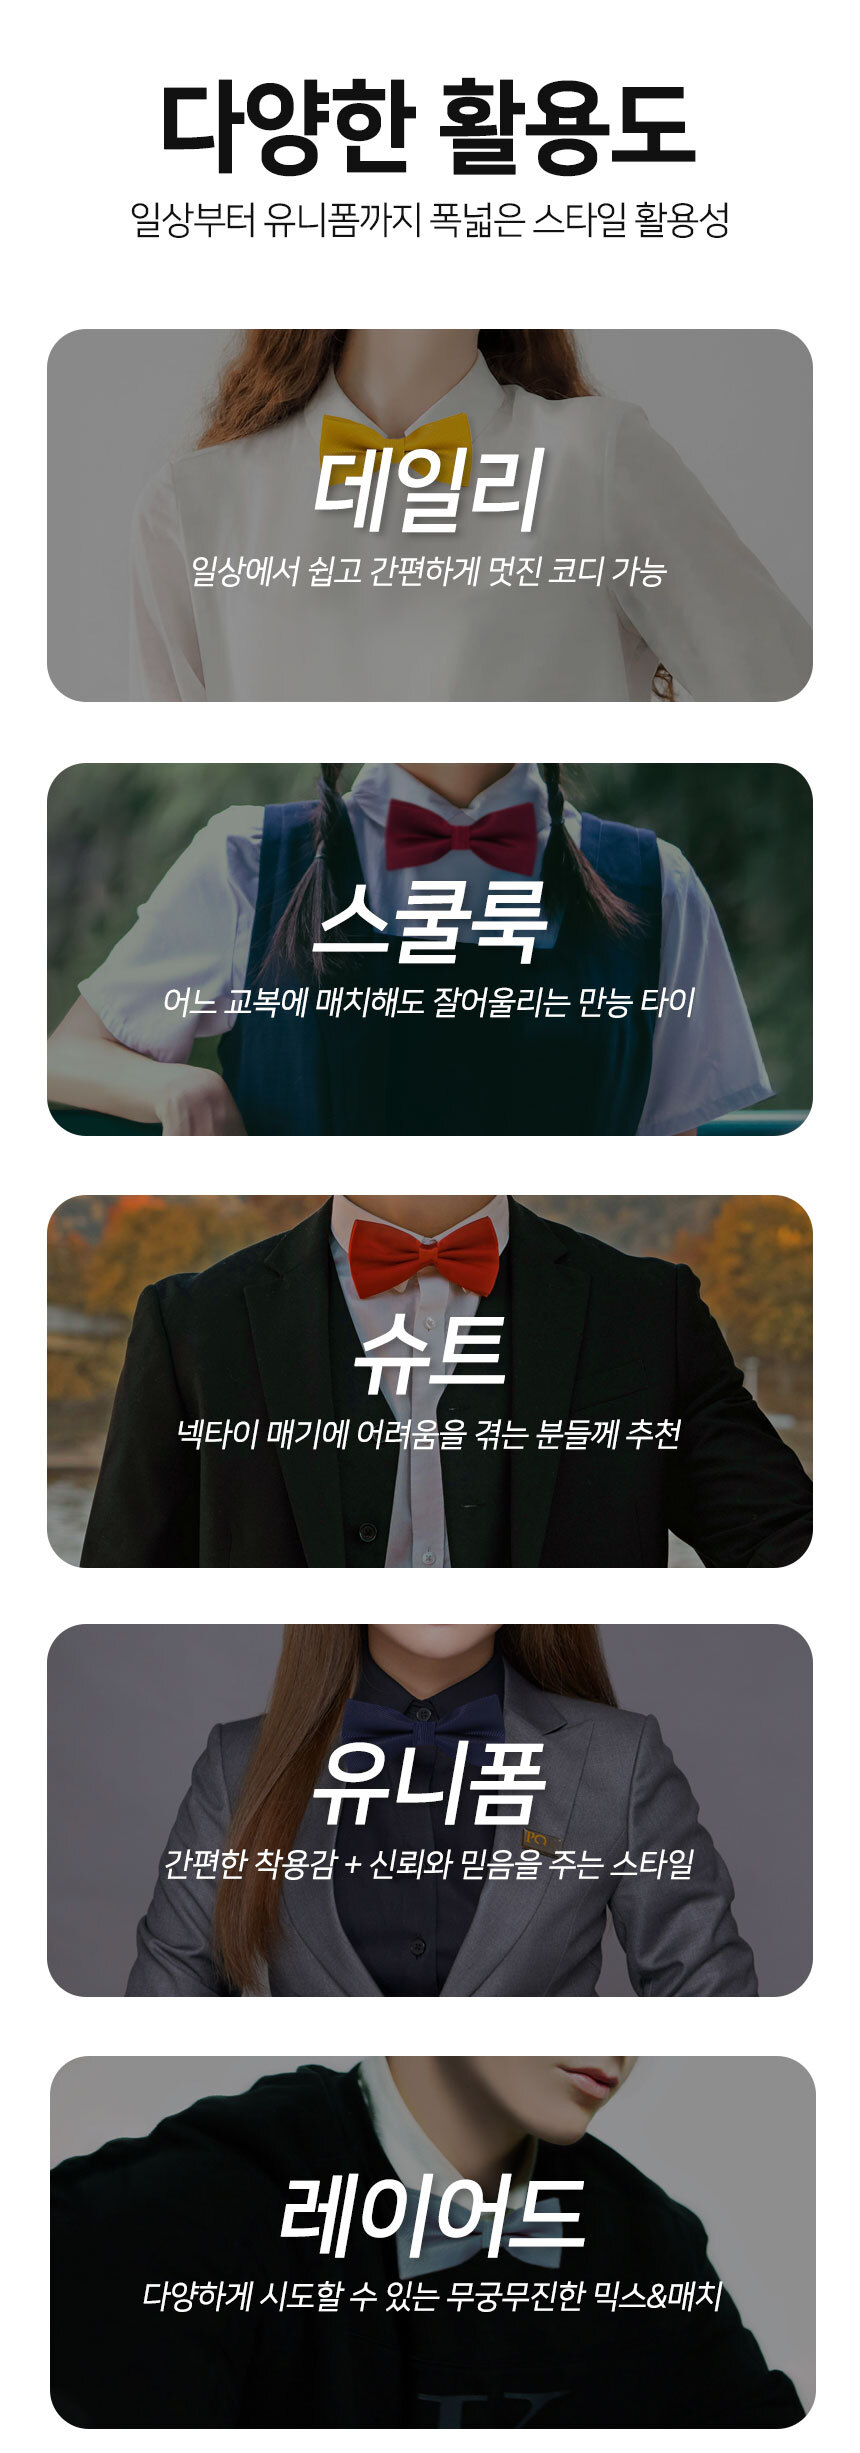 다양한 활용도
일상부터 유니폼까지 폭넓은 스타일 활용성
데일리
일상에서 쉽고 간편하게 멋진 코디 가능
스쿨룩
어느 교복에 매치해도 잘어울리는 만능 타이
슈트
넥타이 매기에 어려움을 겪는 분들께 추천
유니폼
간편한 착용감 + 신뢰와 믿음을 주는 스타일
레이어드
다양하게 시도할 수 있는 무궁무진한 믹스&매치